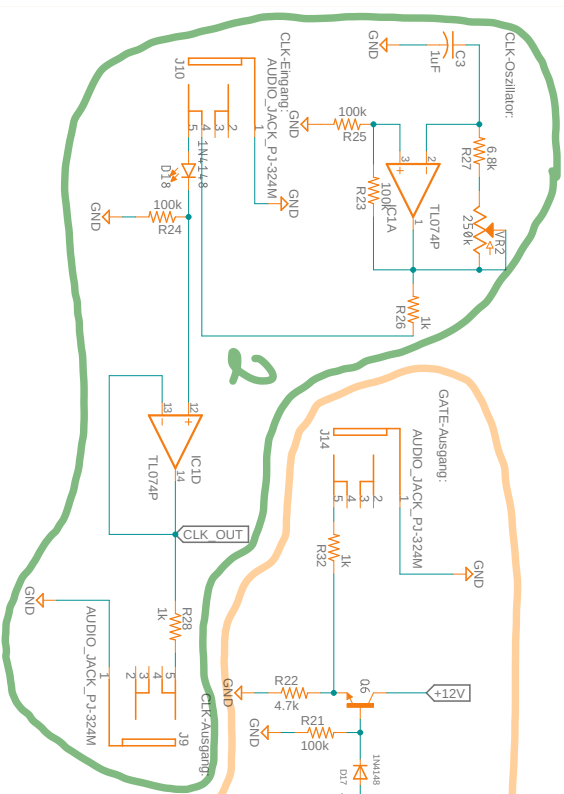 CLK-Oszillator:
C3
1uF
GND
CLK-Eingang:
AUDIO_JACK_PJ-324M
J10
5
4
3
2
1
GND
GND
100k
R25
3
2
1
IC1A
TL074P
100k
R23
6.8k
R27
VR2
250k
1N4148
D18
100k
R24
GND
R26
1k
2
GATE-Ausgang:
AUDIO_JACK_PJ-324M
J14
5
4
3
2
1
GND
13
12
14
IC1D
TL074P
CLK_OUT
R32
1k
GND
AUDIO_JACK_PJ-324M
R28
1k
1
2
3
4
5
J9
CLK-Ausgang:
GND
R22
4.7k
Q6
+12V
GND
R21
100k
1N4148
D17